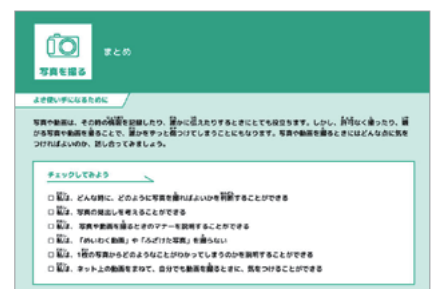 まとめ
写真を撮る
よき使い手になるために
写真や動画は、その時の情報を記録したり、誰かに伝えたりするときにとても役立ちます。しかし、許可なく撮ったり、
がる写真や動画を撮ることで、誰かをずっと傷つけてしまうことにもなります。写真や動画を撮るときにはどんな点に気を
つければよいのか、話し合ってみましょう。
チェックしてみよう
□ 私は、どんな時に、どのように写真を撮ればよいかを判断することができる
□ 私は、写真の見出しを考えることができる
□ 私は、写真や動画を撮るときのマナーを説明することができる
□ 私は、「めいわく動画」や「ふざけた写真」を撮らない
□ 私は、1枚の写真からどのようなことがわかってしまうのかを説明することができる
□ 私は、ネット上の動画をまねて、自分でも動画を撮るときに、気をつけることができる